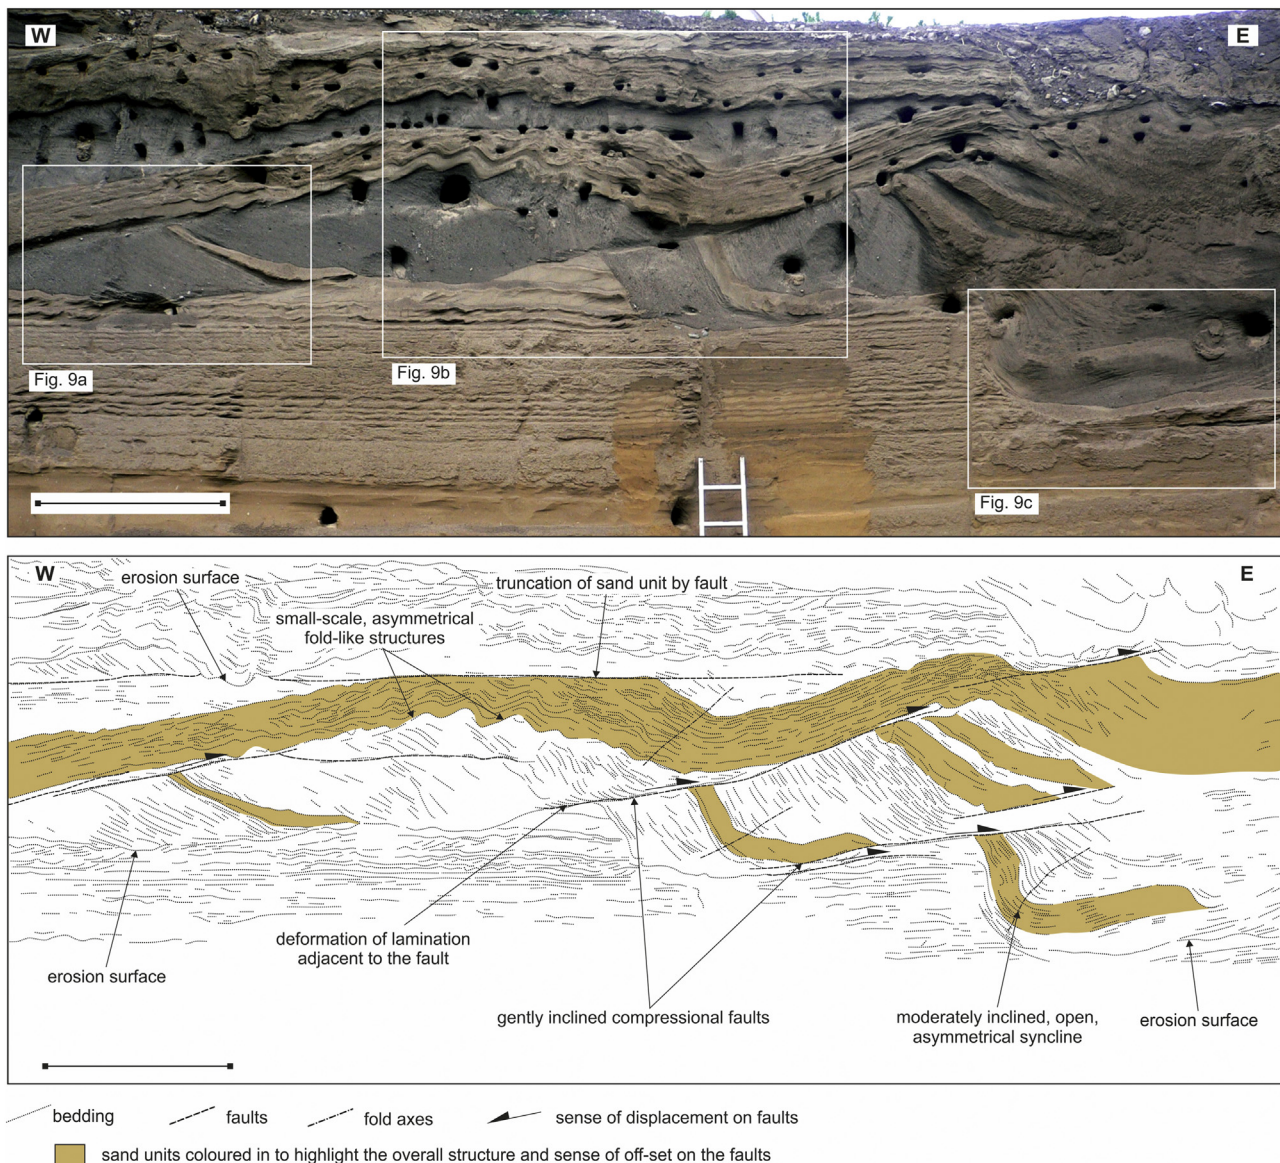 W
E
Fig. 9a
Fig. 9b
Fig. 9c
W
E
erosion surface
truncation of sand unit by fault
small-scale, asymmetrical
fold-like structures
deformation of lamination
adjacent to the fault
erosion surface
gently inclined compressional faults
moderately inclined, open,
asymmetrical syncline
erosion surface
bedding
faults
fold axes
sense of displacement on faults
sand units coloured in to highlight the overall structure and sense of off-set on the faults